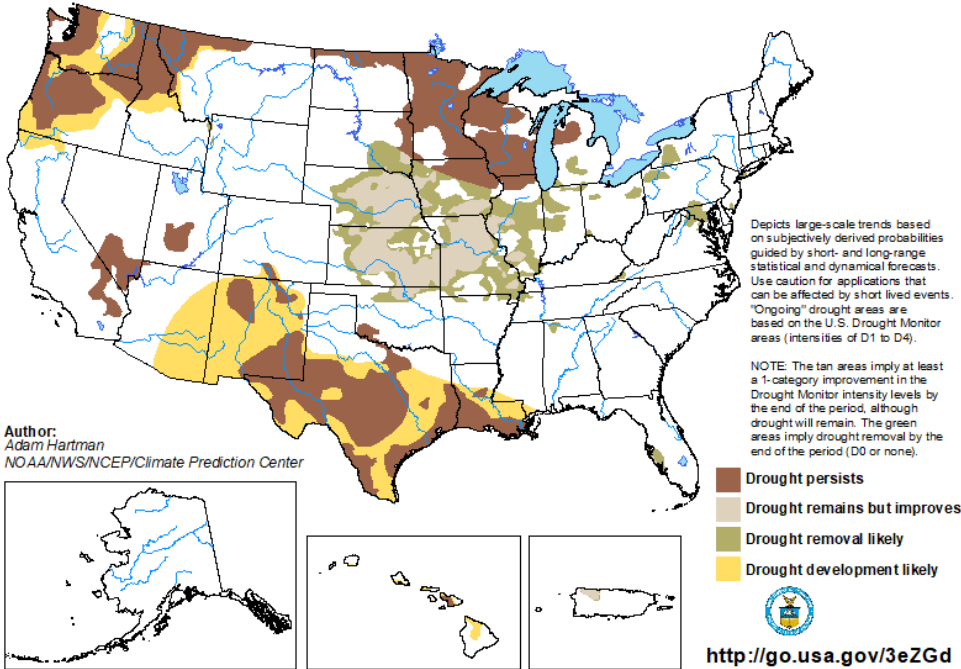 Depicts large-scale trends based
on subjectively derived probabilities
guided by short- and long-range
statistical and dynamical forecasts.
Use caution for applications that
can be affected by short lived events.
"Ongoing" drought areas are
based on the U.S. Drought Monitor
areas (intensities of D1 to D4).
NOTE: The tan areas imply at least
a 1-category improvement in the
Drought Monitor intensity levels by
the end of the period, although
drought will remain. The green
areas imply drought removal by the
end of the period (D0 or none).
Author:
Adam Hartman
NOAA/NWS/NCEP/Climate Prediction Center
Drought persists
Drought remains but improves
Drought removal likely
Drought development likely
http://go.usa.gov/3eZGd